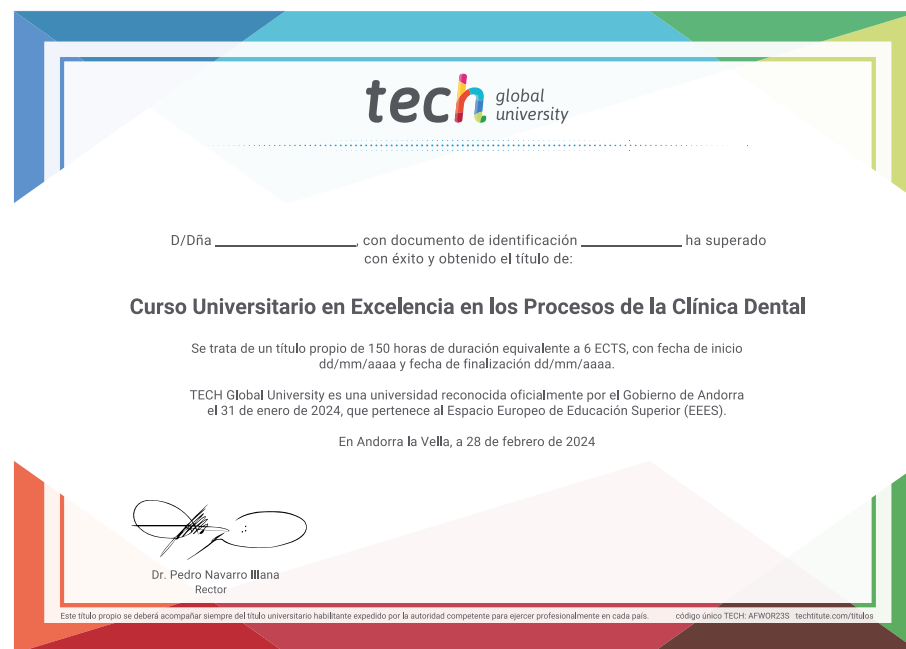 tech global university
D/Dña ____________, con documento de identificación ____________ ha superado
con éxito y obtenido el título de:
Curso Universitario en Excelencia en los Procesos de la Clínica Dental
Se trata de un título propio de 150 horas de duración equivalente a 6 ECTS, con fecha de inicio
dd/mm/aaaa y fecha de finalización dd/mm/aaaa.
TECH Global University es una universidad reconocida oficialmente por el Gobierno de Andorra
el 31 de enero de 2024, que pertenece al Espacio Europeo de Educación Superior (EEES).
En Andorra la Vella, a 28 de febrero de 2024
Dr. Pedro Navarro Illana
Rector
Este título propio se deberá acompañar siempre del título universitario habilitante expedido por la autoridad competente para ejercer profesionalmente en cada país. código único TECH: AFWOR23S techtitute.com/titulos